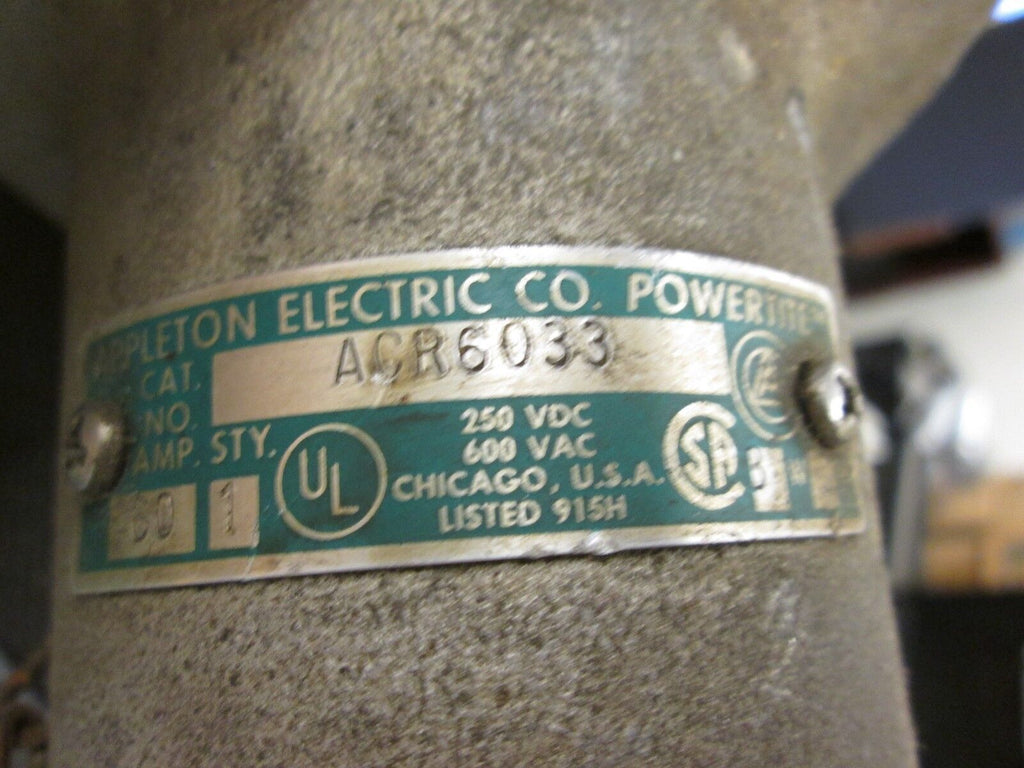 APPLETON ELECTRIC CO. POWERTITE
CAT. NO. ACR6033
AMP. STY.
60 1
UL
250 VDC
600 VAC
CHICAGO, U.S.A.
LISTED 915H
SA